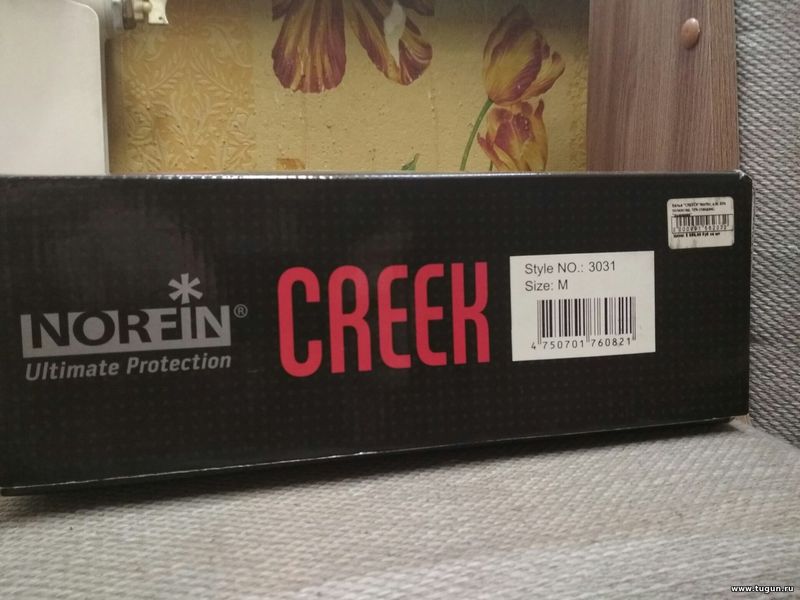 NORFIN®
Ultimate Protection
CREEK
Style NO.: 3031
Size: M
4 750701 760821
www.tugun.ru